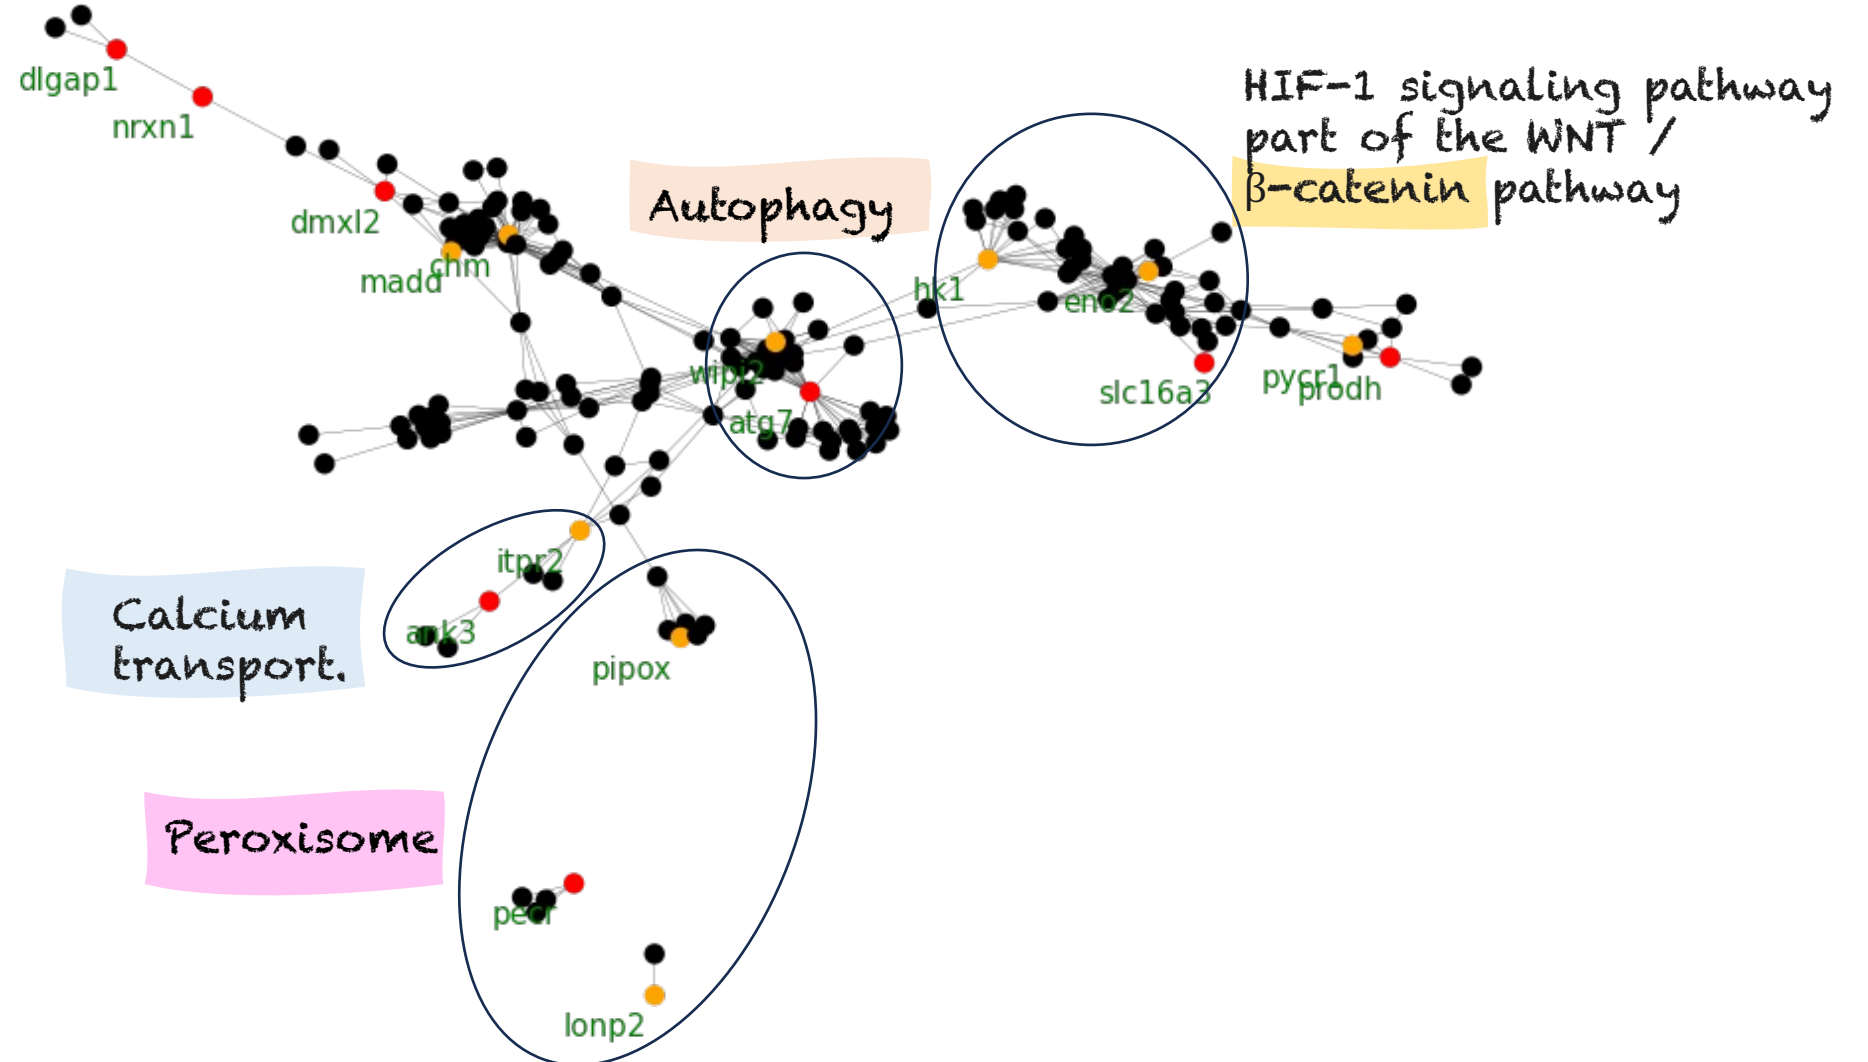 dlgap1
nrxn1
dmxl2
madd
chm
Autophagy
HIF-1 signaling pathway
part of the WNT /
β-catenin pathway
hk1
eno2
wipi2
atg7
slc16a3
pycr1
prodh
itpr2
ank3
Calcium
transport.
pipox
Peroxisome
pecr
lonp2